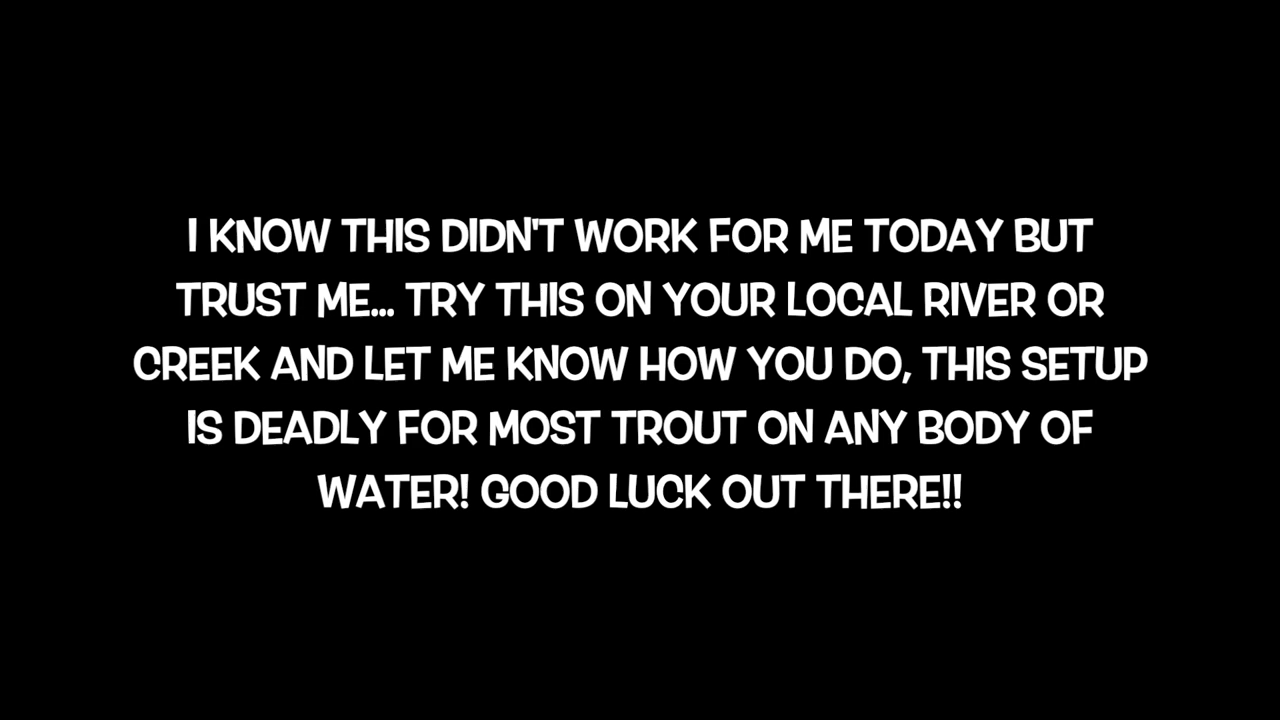 I KNOW THIS DIDN'T WORK FOR ME TODAY BUT
TRUST ME... TRY THIS ON YOUR LOCAL RIVER OR
CREEK AND LET ME KNOW HOW YOU DO, THIS SETUP
IS DEADLY FOR MOST TROUT ON ANY BODY OF
WATER! GOOD LUCK OUT THERE!!